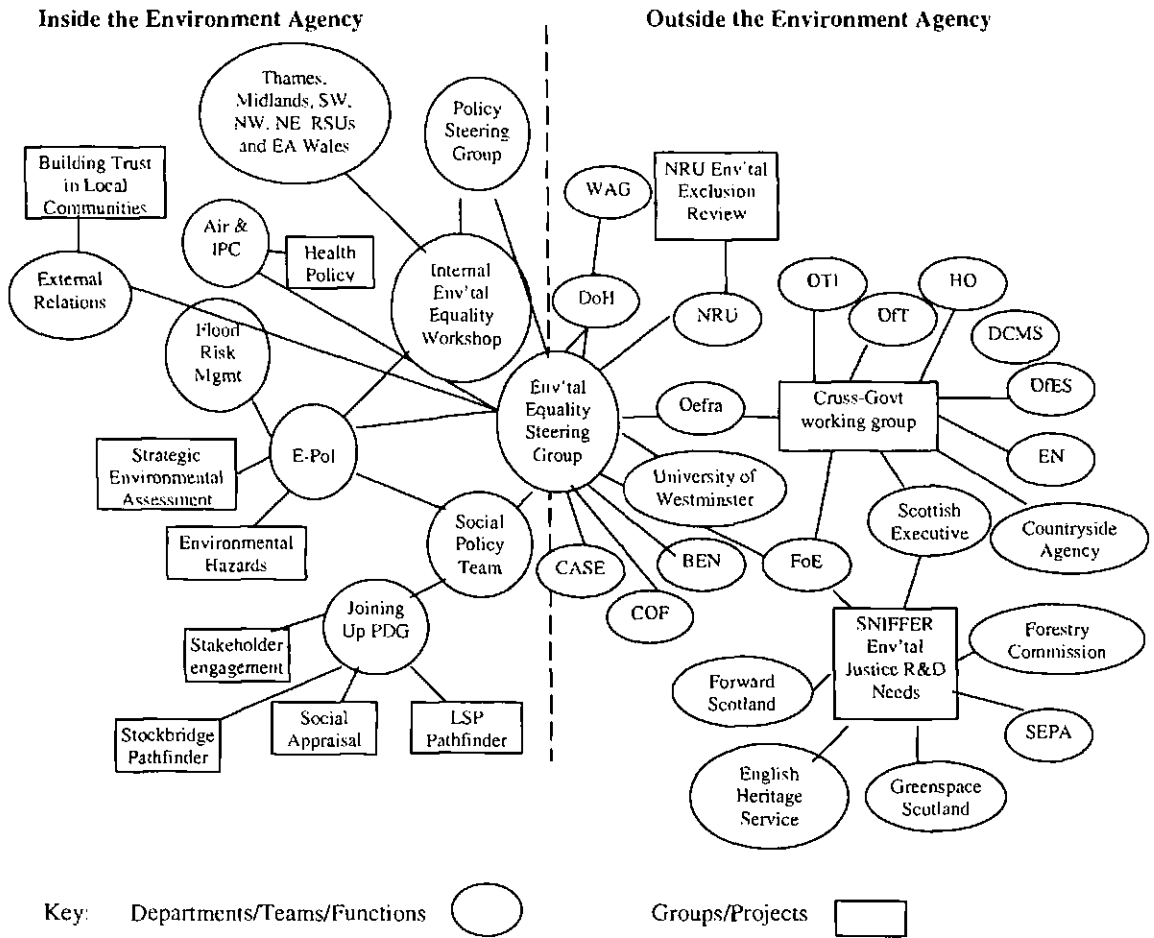 Inside the Environment Agency
Outside the Environment Agency
Thames,
Midlands, SW,
NW, NE RSUs
and EA Wales
Policy
Steering
Group
Building Trust
in Local
Communities
Air &
IPC
Health
Policy
External
Relations
Internal
Env'tal
Equality
Workshop
Flood
Risk
Mgmt
E-Pol
Strategic
Environmental
Assessment
Environmental
Hazards
Social
Policy
Team
Joining
Up PDG
Stakeholder
engagement
Stockbridge
Pathfinder
Social
Appraisal
LSP
Pathfinder
Env'tal
Equality
Steering
Group
WAG
NRU Env'tal
Exclusion
Review
DoH
NRU
OTI
OfT
HO
DCMS
OfES
EN
Oefra
Cruss-Govt
working group
University of
Westminster
Scottish
Executive
Countryside
Agency
CASE
COF
BEN
FoE
SNIFFER
Env'tal
Justice R&D
Needs
Forestry
Commission
Forward
Scotland
SEPA
English
Heritage
Service
Greenspace
Scotland
Key: Departments/Teams/Functions
Groups/Projects